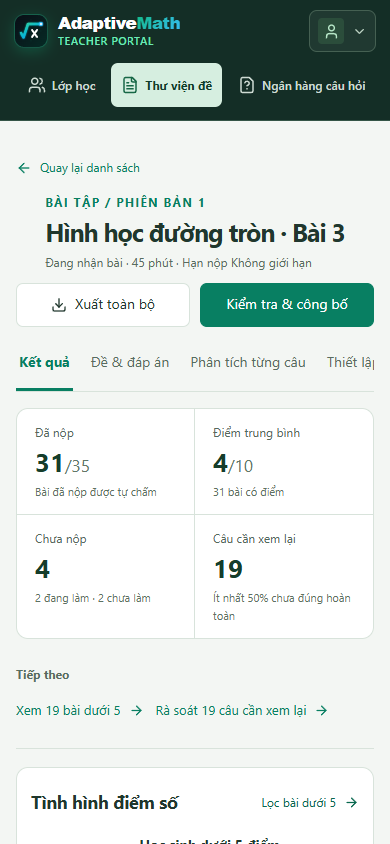 AdaptiveMath
TEACHER PORTAL
Lớp học
Thư viện đề
Ngân hàng câu hỏi
Quay lại danh sách
BÀI TẬP / PHIÊN BẢN 1
Hình học đường tròn · Bài 3
Đang nhận bài · 45 phút · Hạn nộp Không giới hạn
Xuất toàn bộ
Kiểm tra & công bố
Kết quả
Đề & đáp án
Phân tích từng câu
Thiết lập
Đã nộp
31/35
Bài đã nộp được tự chấm
Điểm trung bình
4/10
31 bài có điểm
Chưa nộp
4
2 đang làm · 2 chưa làm
Câu cần xem lại
19
Ít nhất 50% chưa đúng hoàn
toàn
Tiếp theo
Xem 19 bài dưới 5
Rà soát 19 câu cần xem lại
Tình hình điểm số
Lọc bài dưới 5
Học sinh dưới 5 điểm